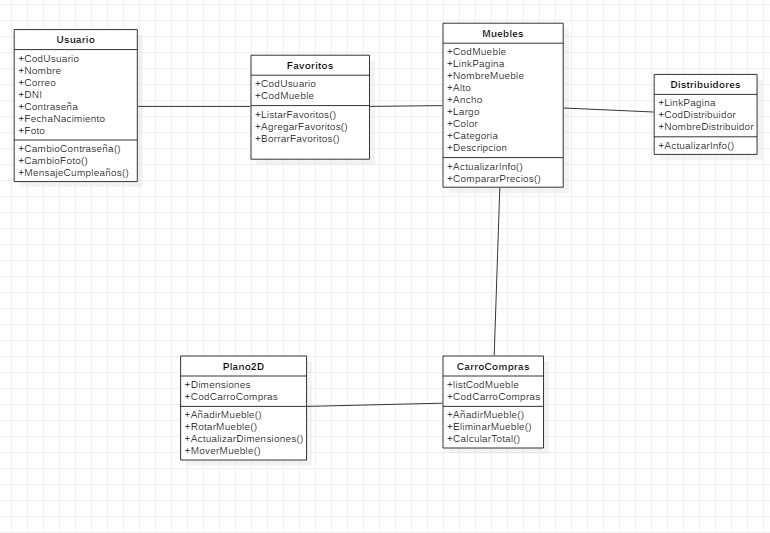 Usuario
+CodUsuario
+Nombre
+Correo
+DNI
+Contraseña
+FechaNacimiento
+Foto
+CambioContraseña()
+CambioFoto()
+MensajeCumpleaños()
Favoritos
+CodUsuario
+CodMueble
+ListarFavoritos()
+AgregarFavoritos()
+BorrarFavoritos()
Muebles
+CodMueble
+LinkPagina
+NombreMueble
+Alto
+Ancho
+Largo
+Color
+Categoria
+Descripcion
+ActualizarInfo()
+CompararPrecios()
Distribuidores
+LinkPagina
+CodDistribuidor
+NombreDistribuidor
+ActualizarInfo()
Plano2D
+Dimensiones
+CodCarroCompras
+AñadirMueble()
+RotarMueble()
+ActualizarDimensiones()
+MoverMueble()
CarroCompras
+listCodMueble
+CodCarroCompras
+AñadirMueble()
+EliminarMueble()
+CalcularTotal()